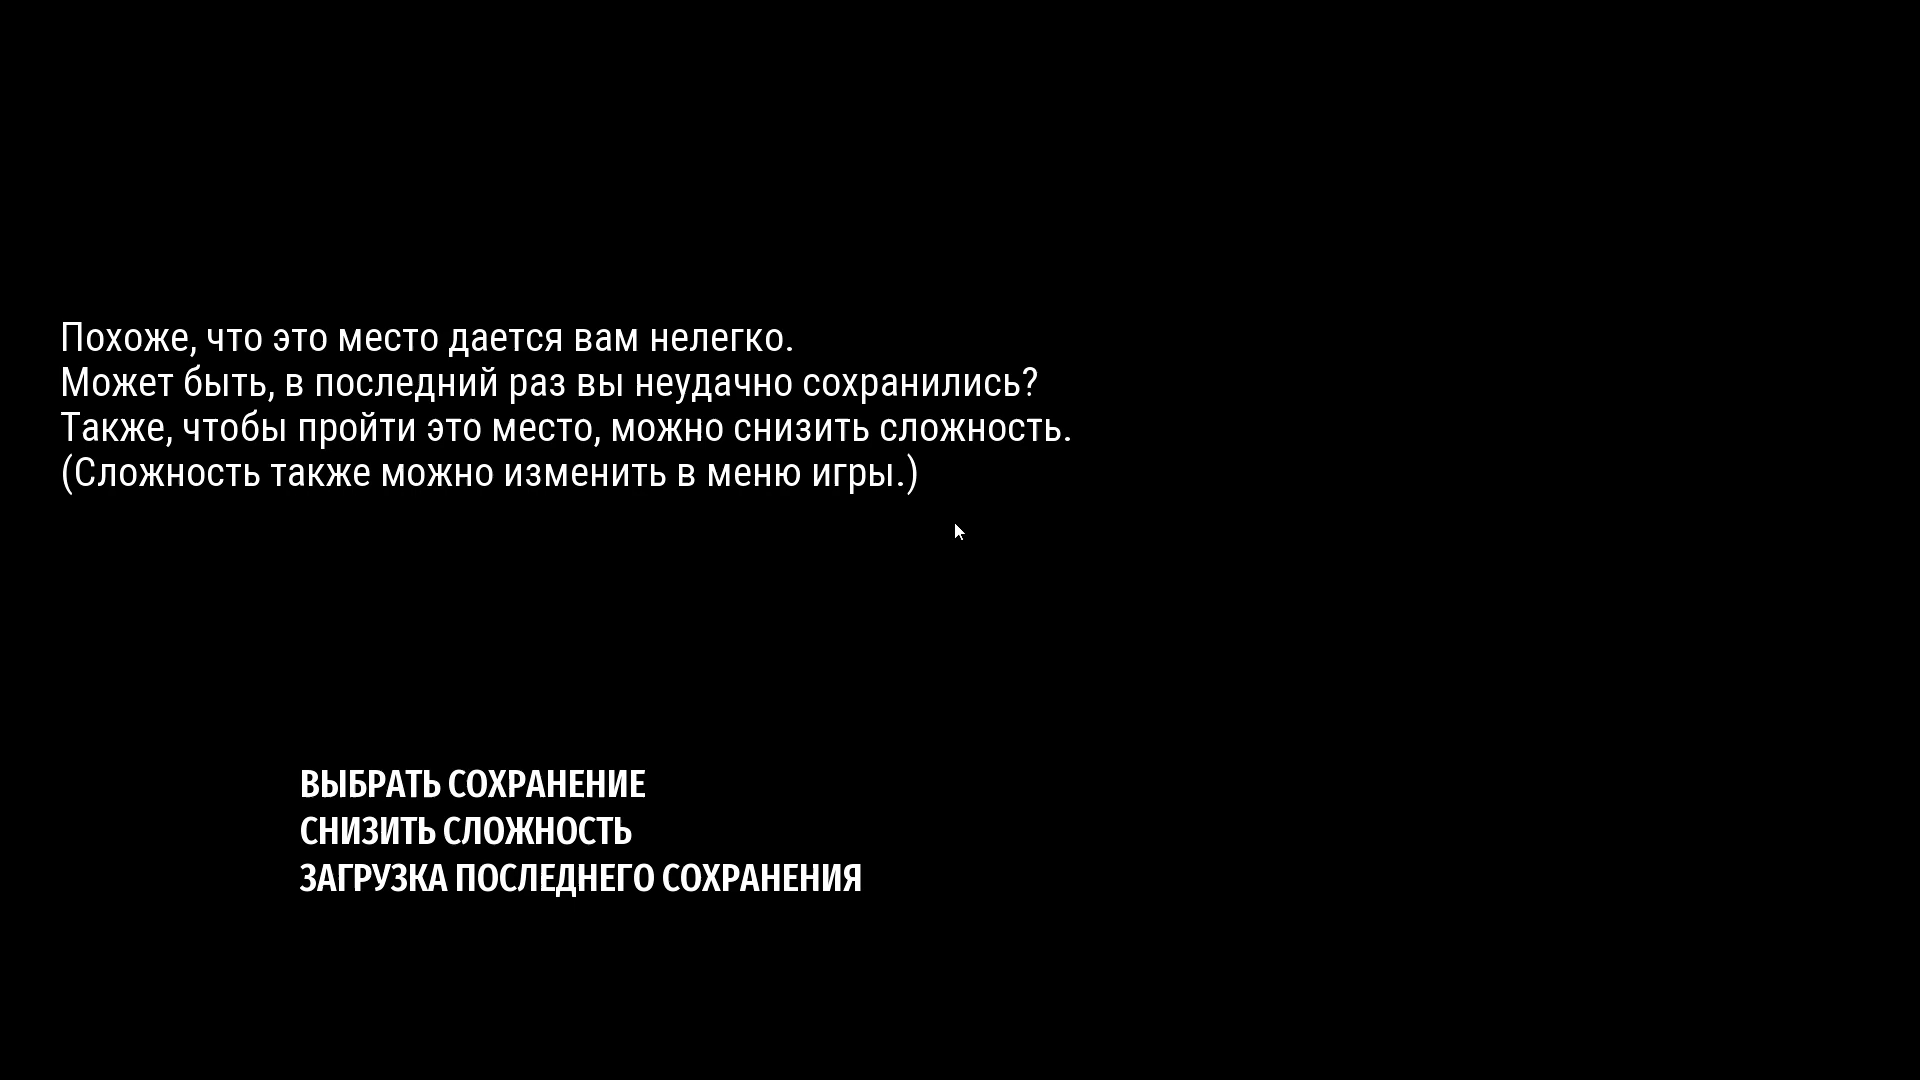 Похоже, что это место дается вам нелегко.
Может быть, в последний раз вы неудачно сохранились?
Также, чтобы пройти это место, можно снизить сложность.
(Сложность также можно изменить в меню игры.)
ВЫБРАТЬ СОХРАНЕНИЕ
СНИЗИТЬ СЛОЖНОСТЬ
ЗАГРУЗКА ПОСЛЕДНЕГО СОХРАНЕНИЯ